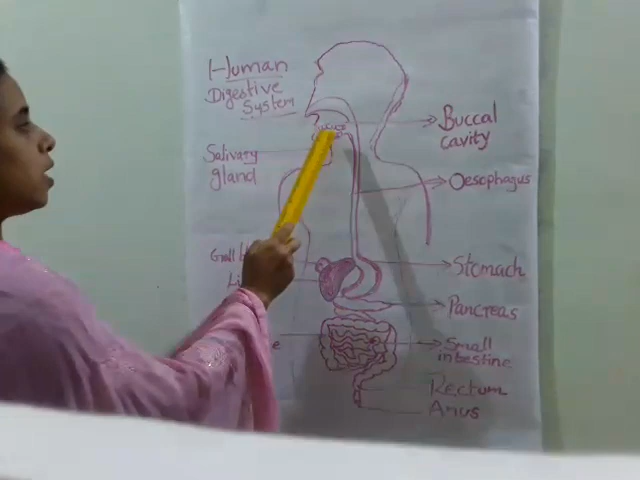 Human
Digestive
System
Buccal
cavity
Salivary
gland
Oesophagus
Stomach
Pancreas
Small
intestine
Rectum
Anus